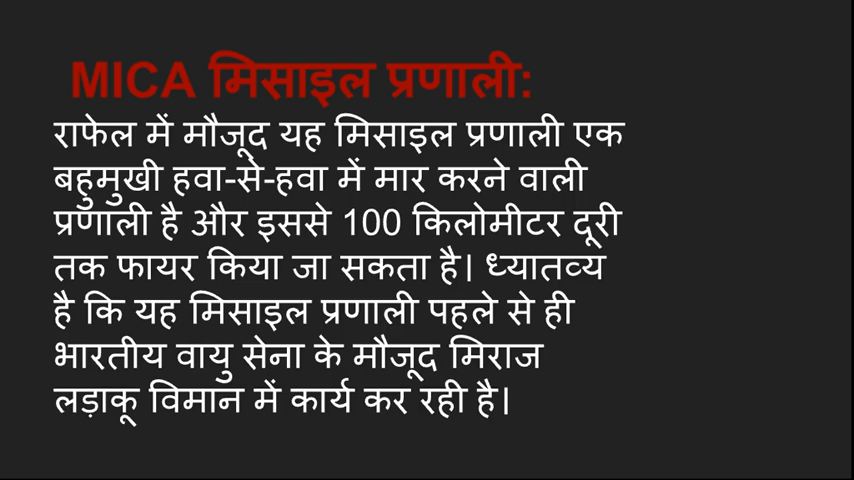 MICA मिसाइल प्रणाली:
राफेल में मौजूद यह मिसाइल प्रणाली एक
बहुमुखी हवा-से-हवा में मार करने वाली
प्रणाली है और इससे 100 किलोमीटर दूरी
तक फायर किया जा सकता है। ध्यातव्य
है कि यह मिसाइल प्रणाली पहले से ही
भारतीय वायु सेना के मौजूद मिराज
लड़ाकू विमान में कार्य कर रही है।